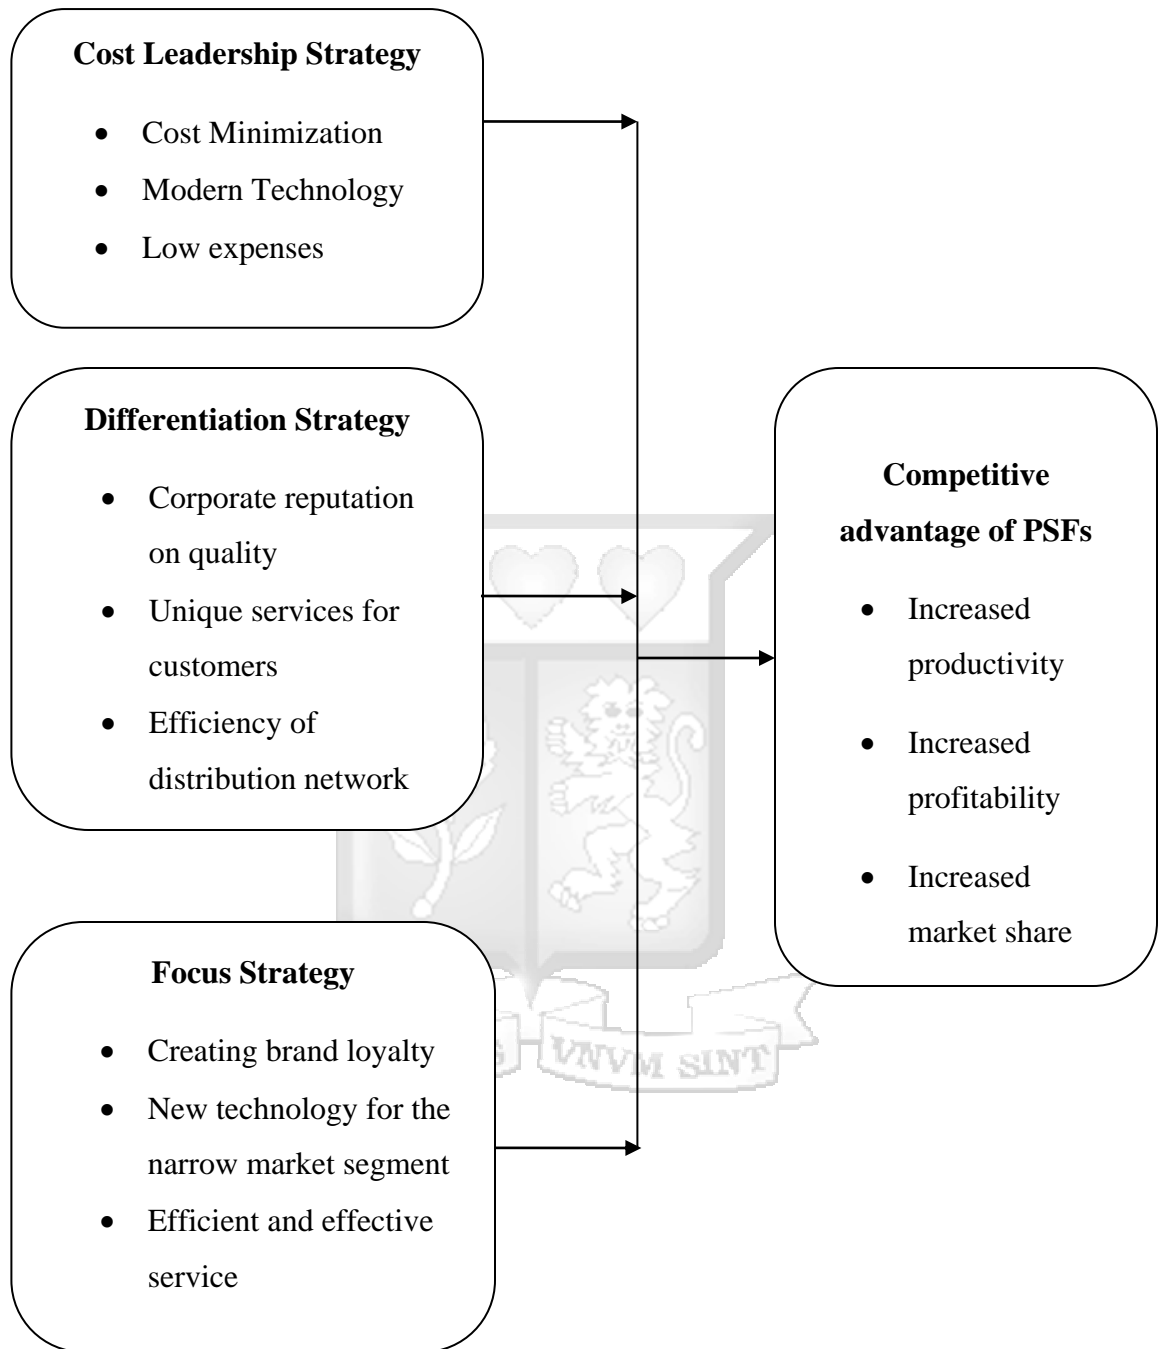 Cost Leadership Strategy
• Cost Minimization
• Modern Technology
• Low expenses
Differentiation Strategy
• Corporate reputation
on quality
• Unique services for
customers
• Efficiency of
distribution network
Focus Strategy
• Creating brand loyalty
• New technology for the
narrow market segment
• Efficient and effective
service
Competitive
advantage of PSFs
• Increased
productivity
• Increased
profitability
• Increased
market share
VNVM SINT